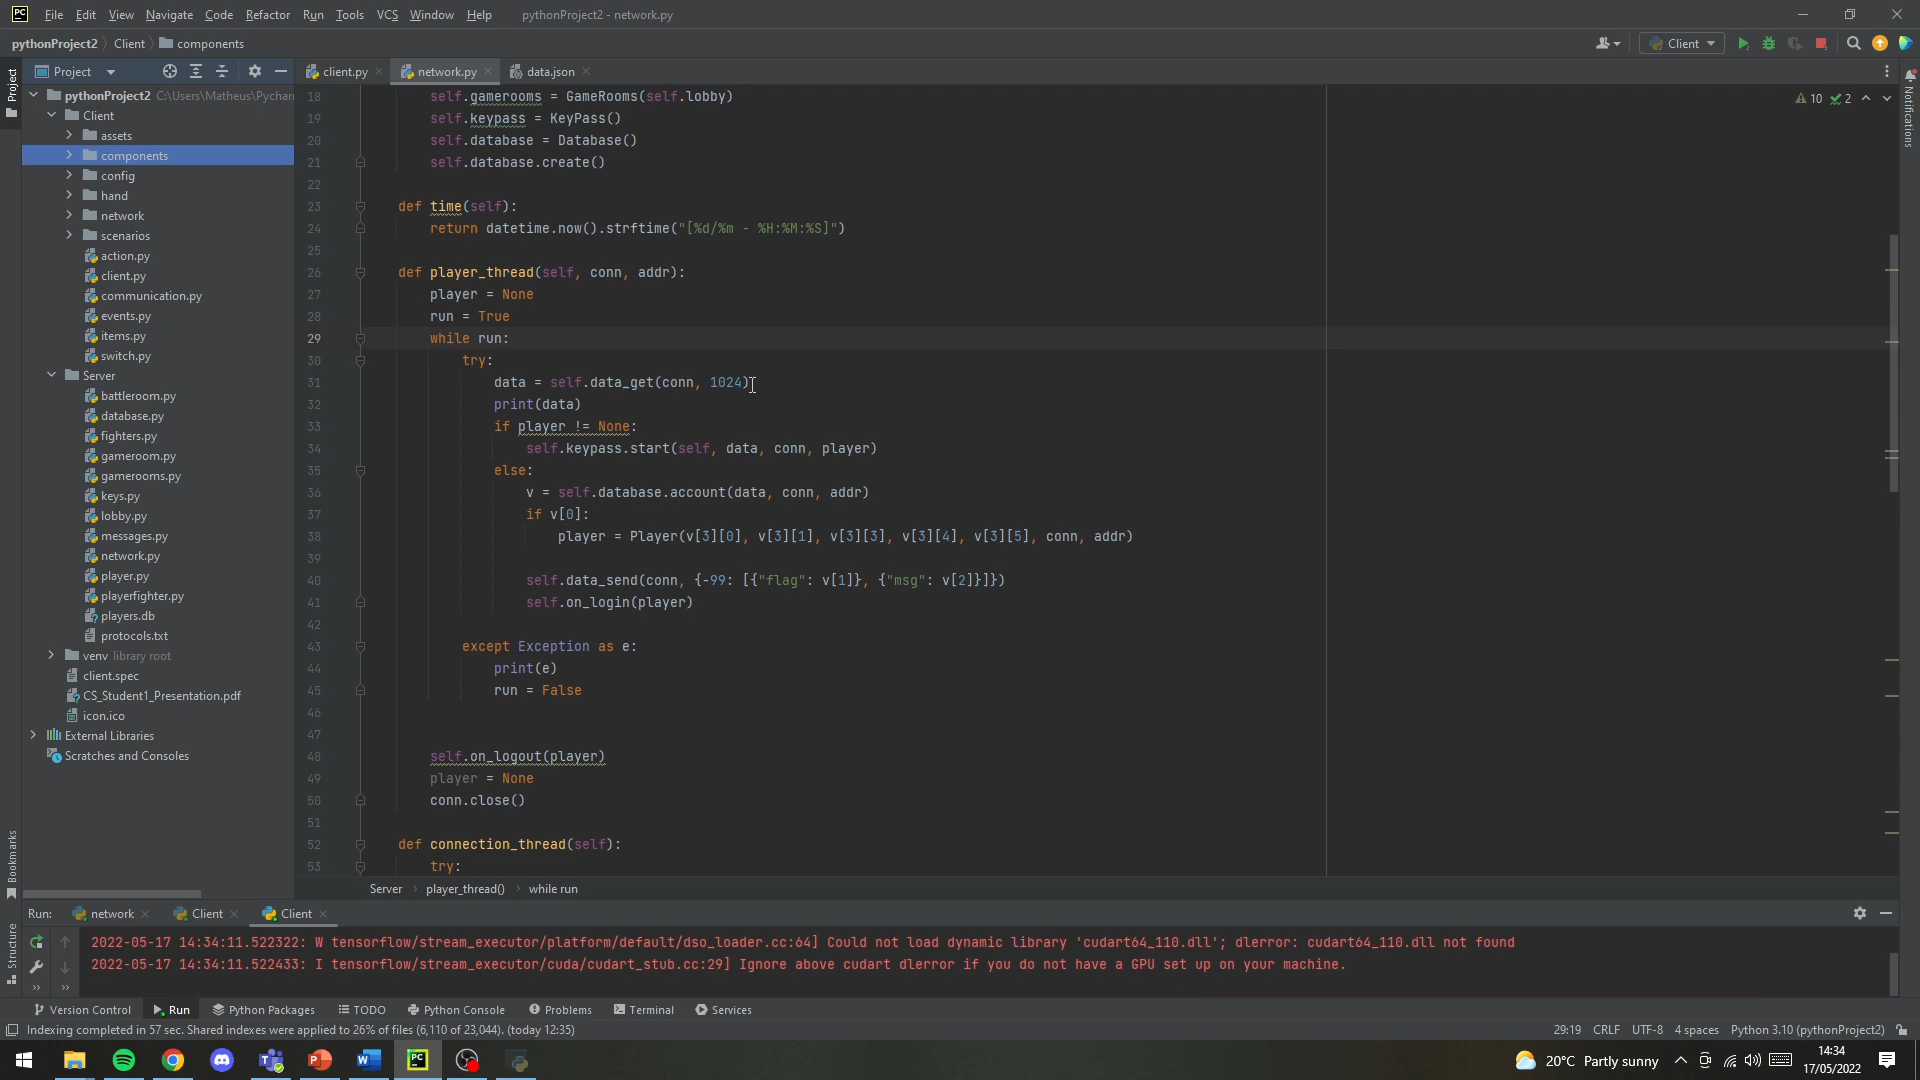 PC File Edit View Navigate Code Refactor Run Tools VCS Window Help pythonProject2 - network.py
pythonProject2 Client components
Client
Project
client.py network.py data.json
Project
pythonProject2 C:\Users\Matheus\Pychar
Client
assets
components
config
hand
network
scenarios
action.py
client.py
communication.py
events.py
items.py
switch.py
Server
battleroom.py
database.py
fighters.py
gameroom.py
gamerooms.py
keys.py
lobby.py
messages.py
network.py
player.py
playerfighter.py
players.db
protocols.txt
venv library root
client.spec
CS_Student1_Presentation.pdf
icon.ico
External Libraries
Scratches and Consoles
10 2
Notifications
18 self.gamerooms = GameRooms(self.lobby)
19 self.keypass = KeyPass()
20 self.database = Database()
21 self.database.create()
22
23 def time(self):
24 return datetime.now().strftime("[%d/%m - %H:%M:%S]")
25
26 def player_thread(self, conn, addr):
27 player = None
28 run = True
29 while run:
30 try:
31 data = self.data_get(conn, 1024)
32 print(data)
33 if player != None:
34 self.keypass.start(self, data, conn, player)
35 else:
36 v = self.database.account(data, conn, addr)
37 if v[0]:
38 player = Player(v[3][0], v[3][1], v[3][3], v[3][4], v[3][5], conn, addr)
39
40 self.data_send(conn, {-99: [{"flag": v[1]}, {"msg": v[2]}]})
41 self.on_login(player)
42
43 except Exception as e:
44 print(e)
45 run = False
46
47
48 self.on_logout(player)
49 player = None
50 conn.close()
51
52 def connection_thread(self):
53 try:
Server player_thread() while run
Bookmarks
Structure
Run: network Client Client
2022-05-17 14:34:11.522322: W tensorflow/stream_executor/platform/default/dso_loader.cc:64] Could not load dynamic library 'cudart64_110.dll'; dlerror: cudart64_110.dll not found
2022-05-17 14:34:11.522433: I tensorflow/stream_executor/cuda/cudart_stub.cc:29] Ignore above cudart dlerror if you do not have a GPU set up on your machine.
Version Control Run Python Packages TODO Python Console Problems Terminal Services
Indexing completed in 57 sec. Shared indexes were applied to 26% of files (6,110 of 23,044). (today 12:35) 29:19 CRLF UTF-8 4 spaces Python 3.10 (pythonProject2)
PC 20°C Partly sunny 14:34
17/05/2022